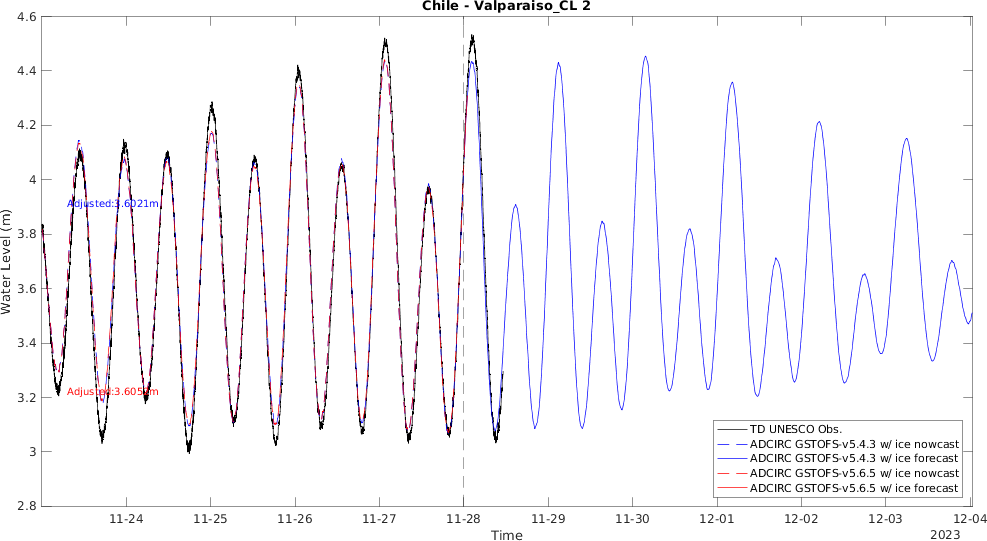 Chile - Valparaiso_CL 2
4.6
4.4
4.2
4
3.8
3.6
3.4
3.2
3
2.8
Water Level (m)
Adjusted:3.6021m
Adjusted:3.605
TD UNESCO Obs.
ADCIRC GSTOFS-v5.4.3 w/ ice nowcast
ADCIRC GSTOFS-v5.4.3 w/ ice forecast
ADCIRC GSTOFS-v5.6.5 w/ ice nowcast
ADCIRC GSTOFS-v5.6.5 w/ ice forecast
11-24 11-25 11-26 11-27 11-28 11-29 11-30 12-01 12-02 12-03 12-04
Time
2023